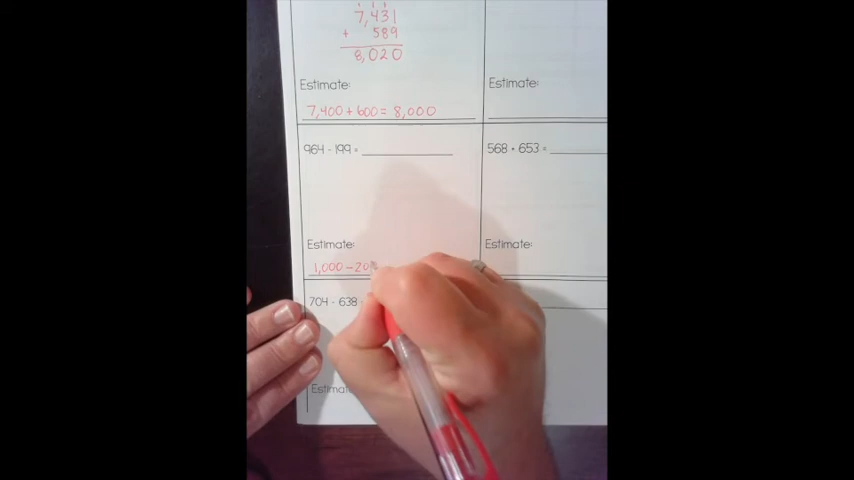 7,431
+ 589
8,020
Estimate: Estimate:
7,400 + 600 = 8,000
964 - 199 = 568 + 653 =
Estimate: Estimate:
1,000 - 20
704 - 638